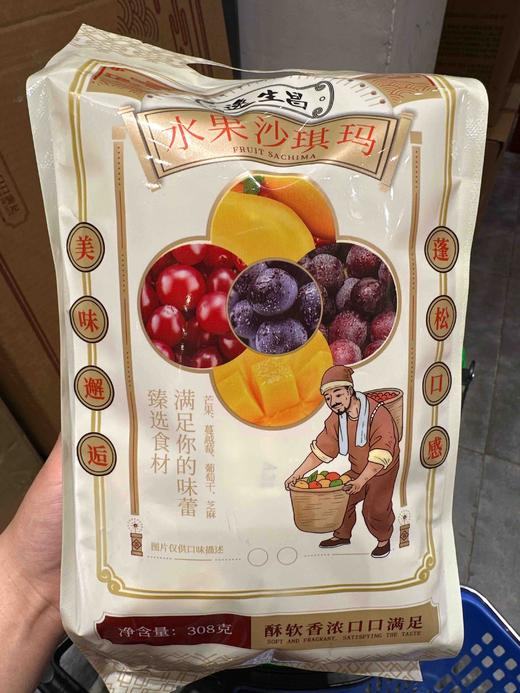 生昌
水果沙琪玛
FRUIT SACHIMA
美味邂逅
蓬松口感
芒果、蔓越莓、葡萄干、芝麻
满足你的味蕾
臻选食材
图片仅供口味描述
净含量：308克
酥软香浓口口满足
SOFT AND FRAGRANT, SATISFYING THE TASTE